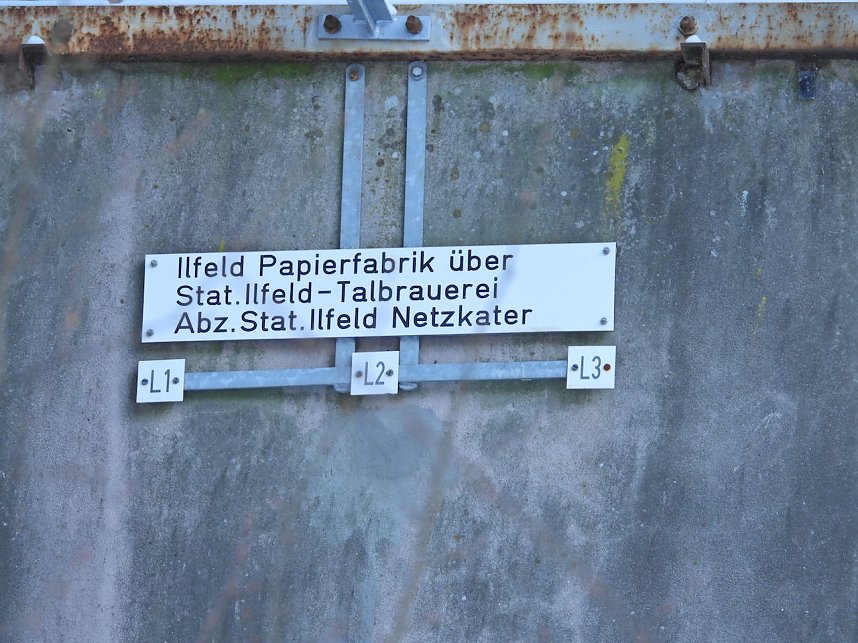 Ilfeld Papierfabrik über
Stat.Ilfeld-Talbrauerei
Abz.Stat.Ilfeld Netzkater
L1 L2 L3